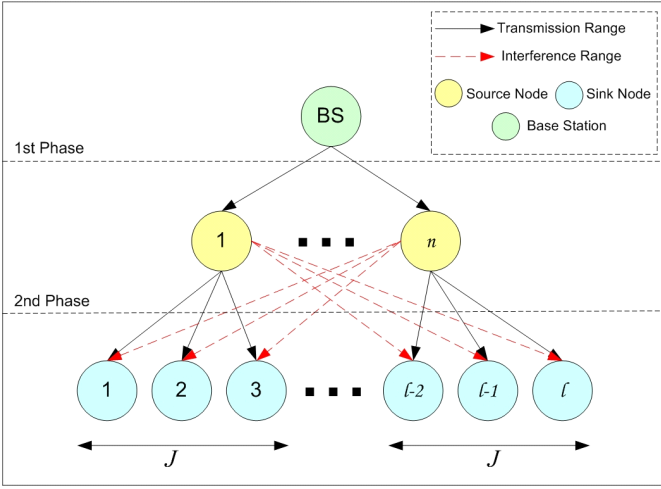 Transmission Range
Interference Range
Source Node
Sink Node
Base Station
BS
1st Phase
1
n
2nd Phase
1
2
3
l-2
l-1
l
J
J